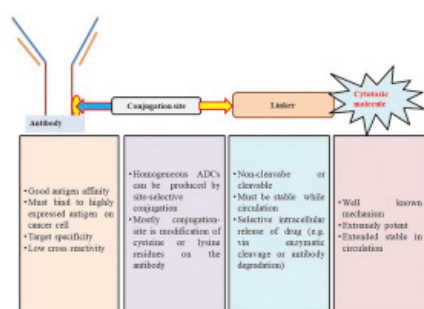 Cytotoxic
molecule
Conjugation site
Linker
Antibody
•Good antigen affinity
•Must bind to highly
expressed antigen on
cancer cell
•Target specificity
•Low cross reactivity
•Homogeneous ADCs
can be produced by
site-selective
conjugation
•Mostly conjugation-
site is modification of
cysteine or lysine
residues on the
antibody
•Non-cleavabe or
cleavable
•Must be stable while
circulation
•Selective intracellular
release of drug (e.g.
via enzymatic
cleavage or antibody
degradation)
•Well known
mechanism
•Extremely potent
•Extended stable in
circulation